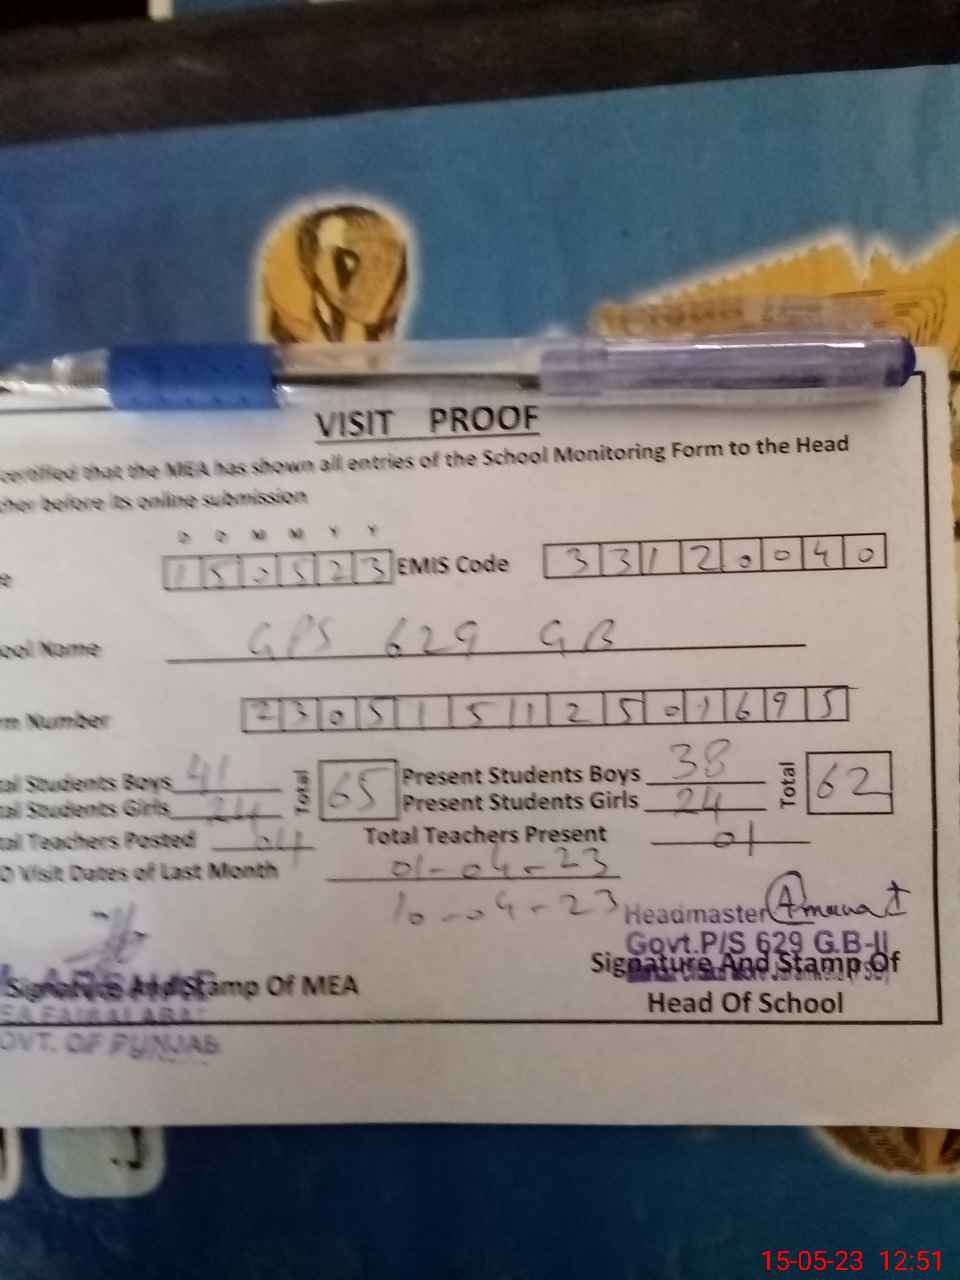 VISIT PROOF
certified that the MEA has shown all entries of the School Monitoring Form to the Head
cher before its online submission
D D M M Y Y
e 1 5 0 5 2 3 EMIS Code 3 3 1 2 0 0 4 0
ool Name GPS 629 GB
rm Number 2 3 0 5 1 5 1 2 5 0 1 6 9 5
tal Students Boys 41 Total 65 Present Students Boys 38 Total 62
tal Students Girls 24 Present Students Girls 24
tal Teachers Posted 04 Total Teachers Present 01
O Visit Dates of Last Month 01-04-23
10-04-23
Headmaster Amanat
Govt.P/S 629 G.B-II
Signature And Stamp Of MEA
Signature And Stamp Of
Head Of School
EA FAISALABAD
OVT. OF PUNJAB
15-05-23 12:51